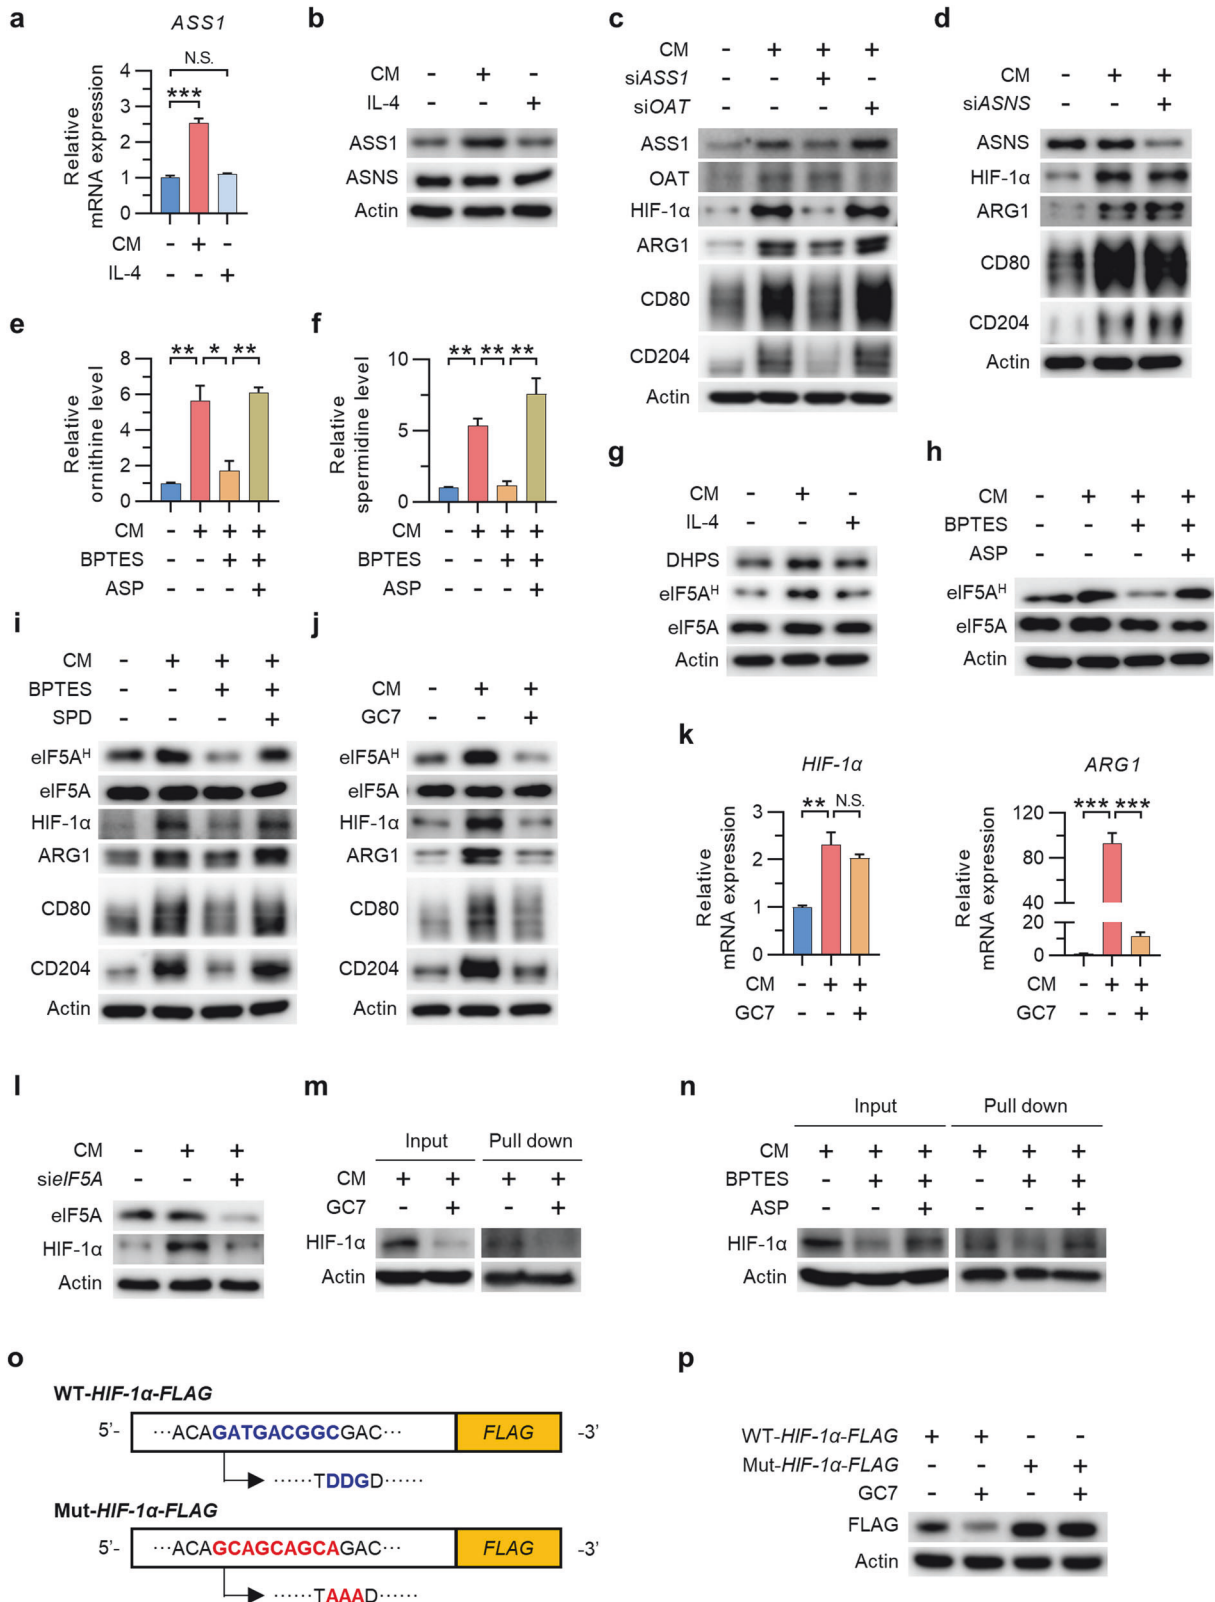 a
ASS1
N.S.
***
4
3
2
1
0
Relative
mRNA expression
CM - + -
IL-4 - - +
b
CM - + -
IL-4 - - +
ASS1
ASNS
Actin
c
CM - + + +
siASS1 - - + -
siOAT - - - +
ASS1
OAT
HIF-1α
ARG1
CD80
CD204
Actin
d
CM - + +
siASNS - - +
ASNS
HIF-1α
ARG1
CD80
CD204
Actin
e
** * **
8
6
4
2
0
Relative
ornithine level
CM - + + +
BPTES - - + +
ASP - - - +
f
** ** **
10
5
0
Relative
spermidine level
CM - + + +
BPTES - - + +
ASP - - - +
g
CM - + -
IL-4 - - +
DHPS
eIF5Aᴴ
eIF5A
Actin
h
CM - + + +
BPTES - - + +
ASP - - - +
eIF5Aᴴ
eIF5A
Actin
i
CM - + + +
BPTES - - + +
SPD - - - +
eIF5Aᴴ
eIF5A
HIF-1α
ARG1
CD80
CD204
Actin
j
CM - + +
GC7 - - +
eIF5Aᴴ
eIF5A
HIF-1α
ARG1
CD80
CD204
Actin
k
HIF-1α
** N.S.
3
2
1
0
Relative
mRNA expression
CM - + +
GC7 - - +
ARG1
*** ***
120
80
40
20
0
Relative
mRNA expression
CM - + +
GC7 - - +
l
CM - + +
sieIF5A - - +
eIF5A
HIF-1α
Actin
m
Input Pull down
CM + + + +
GC7 - + - +
HIF-1α
Actin
n
Input Pull down
CM + + + + + +
BPTES - + + - + +
ASP - - + - - +
HIF-1α
Actin
o
WT-HIF-1α-FLAG
5'- ···ACAGATGACGGCGAC··· FLAG -3'
······TDDGD······
Mut-HIF-1α-FLAG
5'- ···ACAGCAGCAGCAGAC··· FLAG -3'
······TAAAD······
p
WT-HIF-1α-FLAG + + - -
Mut-HIF-1α-FLAG - - + +
GC7 - + - +
FLAG
Actin